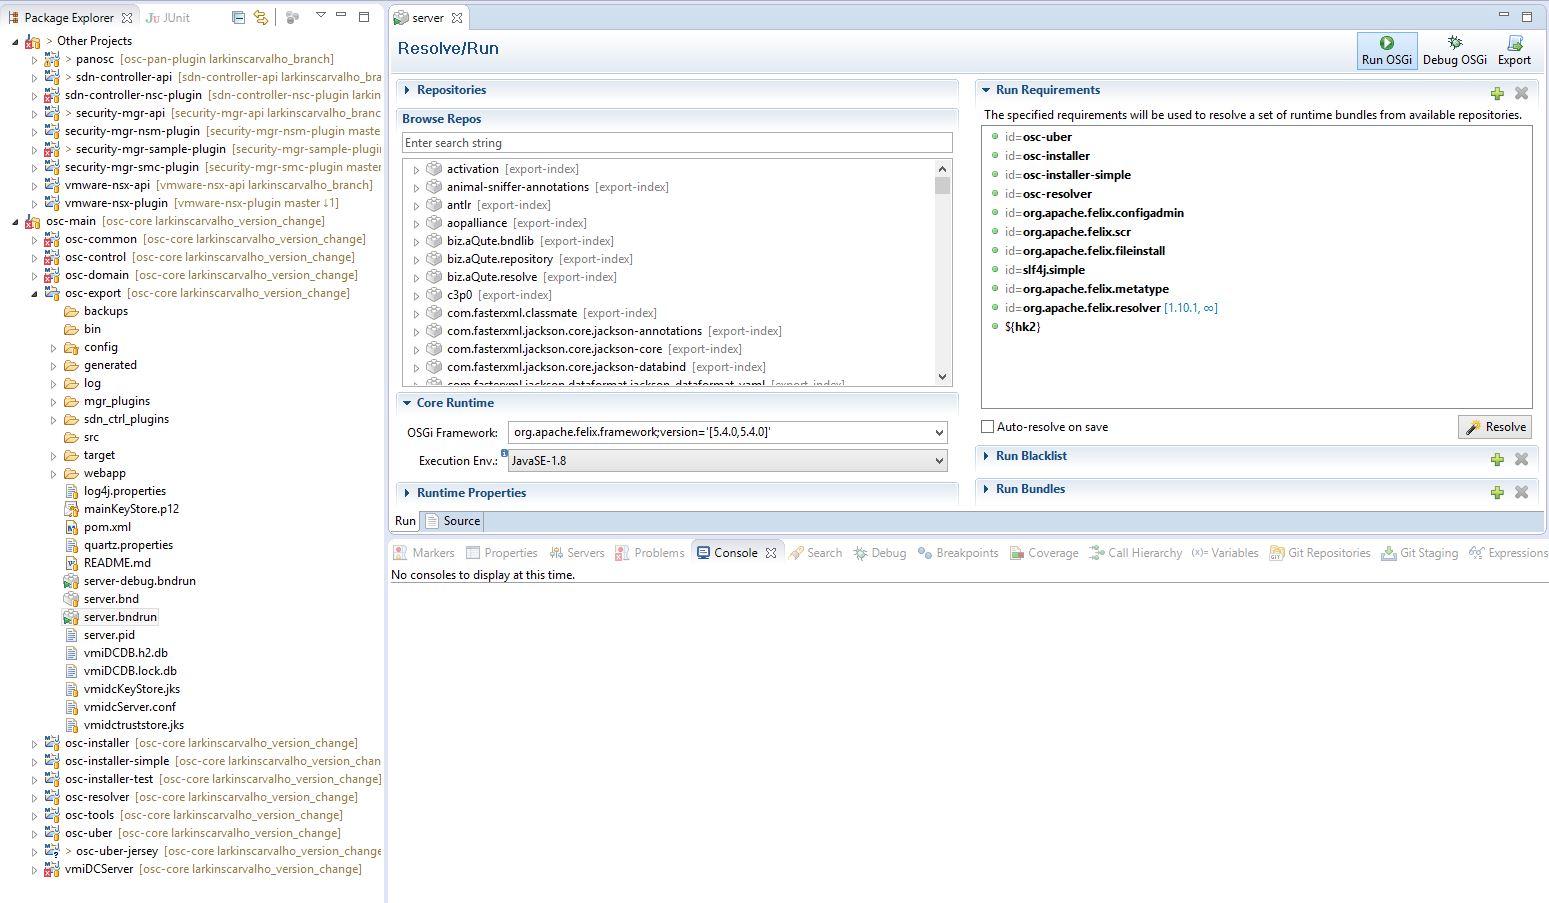 Package Explorer
JUnit
> Other Projects
> panosc [osc-pan-plugin larkinscarvalho_branch]
> sdn-controller-api [sdn-controller-api larkinscarvalho_bra
sdn-controller-nsc-plugin [sdn-controller-nsc-plugin larkin
> security-mgr-api [security-mgr-api larkinscarvalho_branc
security-mgr-nsm-plugin [security-mgr-nsm-plugin maste
> security-mgr-sample-plugin [security-mgr-sample-plugi
security-mgr-smc-plugin [security-mgr-smc-plugin master
vmware-nsx-api [vmware-nsx-api larkinscarvalho_branch]
vmware-nsx-plugin [vmware-nsx-plugin master ↓1]
osc-main [osc-core larkinscarvalho_version_change]
osc-common [osc-core larkinscarvalho_version_change]
osc-control [osc-core larkinscarvalho_version_change]
osc-domain [osc-core larkinscarvalho_version_change]
osc-export [osc-core larkinscarvalho_version_change]
backups
bin
config
generated
log
mgr_plugins
sdn_ctrl_plugins
src
target
webapp
log4j.properties
mainKeyStore.p12
pom.xml
quartz.properties
README.md
server-debug.bndrun
server.bnd
server.bndrun
server.pid
vmiDCDB.h2.db
vmiDCDB.lock.db
vmidcKeyStore.jks
vmidcServer.conf
vmidctruststore.jks
osc-installer [osc-core larkinscarvalho_version_change]
osc-installer-simple [osc-core larkinscarvalho_version_chan
osc-installer-test [osc-core larkinscarvalho_version_change]
osc-resolver [osc-core larkinscarvalho_version_change]
osc-tools [osc-core larkinscarvalho_version_change]
osc-uber [osc-core larkinscarvalho_version_change]
> osc-uber-jersey [osc-core larkinscarvalho_version_change
vmiDCServer [osc-core larkinscarvalho_version_change]
server
Resolve/Run
Run OSGi
Debug OSGi
Export
Repositories
Browse Repos
Enter search string
activation [export-index]
animal-sniffer-annotations [export-index]
antlr [export-index]
aopalliance [export-index]
biz.aQute.bndlib [export-index]
biz.aQute.repository [export-index]
biz.aQute.resolve [export-index]
c3p0 [export-index]
com.fasterxml.classmate [export-index]
com.fasterxml.jackson.core.jackson-annotations [export-index]
com.fasterxml.jackson.core.jackson-core [export-index]
com.fasterxml.jackson.core.jackson-databind [export-index]
com.fasterxml.jackson.dataformat.jackson-dataformat-yaml [export-index]
Core Runtime
OSGi Framework: org.apache.felix.framework;version='[5.4.0,5.4.0]'
Execution Env.: JavaSE-1.8
Runtime Properties
Run Requirements
The specified requirements will be used to resolve a set of runtime bundles from available repositories.
id=osc-uber
id=osc-installer
id=osc-installer-simple
id=osc-resolver
id=org.apache.felix.configadmin
id=org.apache.felix.scr
id=org.apache.felix.fileinstall
id=slf4j.simple
id=org.apache.felix.metatype
id=org.apache.felix.resolver [1.10.1, ∞]
${hk2}
Auto-resolve on save
Resolve
Run Blacklist
Run Bundles
Run
Source
Markers
Properties
Servers
Problems
Console
Search
Debug
Breakpoints
Coverage
Call Hierarchy
(x)= Variables
Git Repositories
Git Staging
Expressions
No consoles to display at this time.